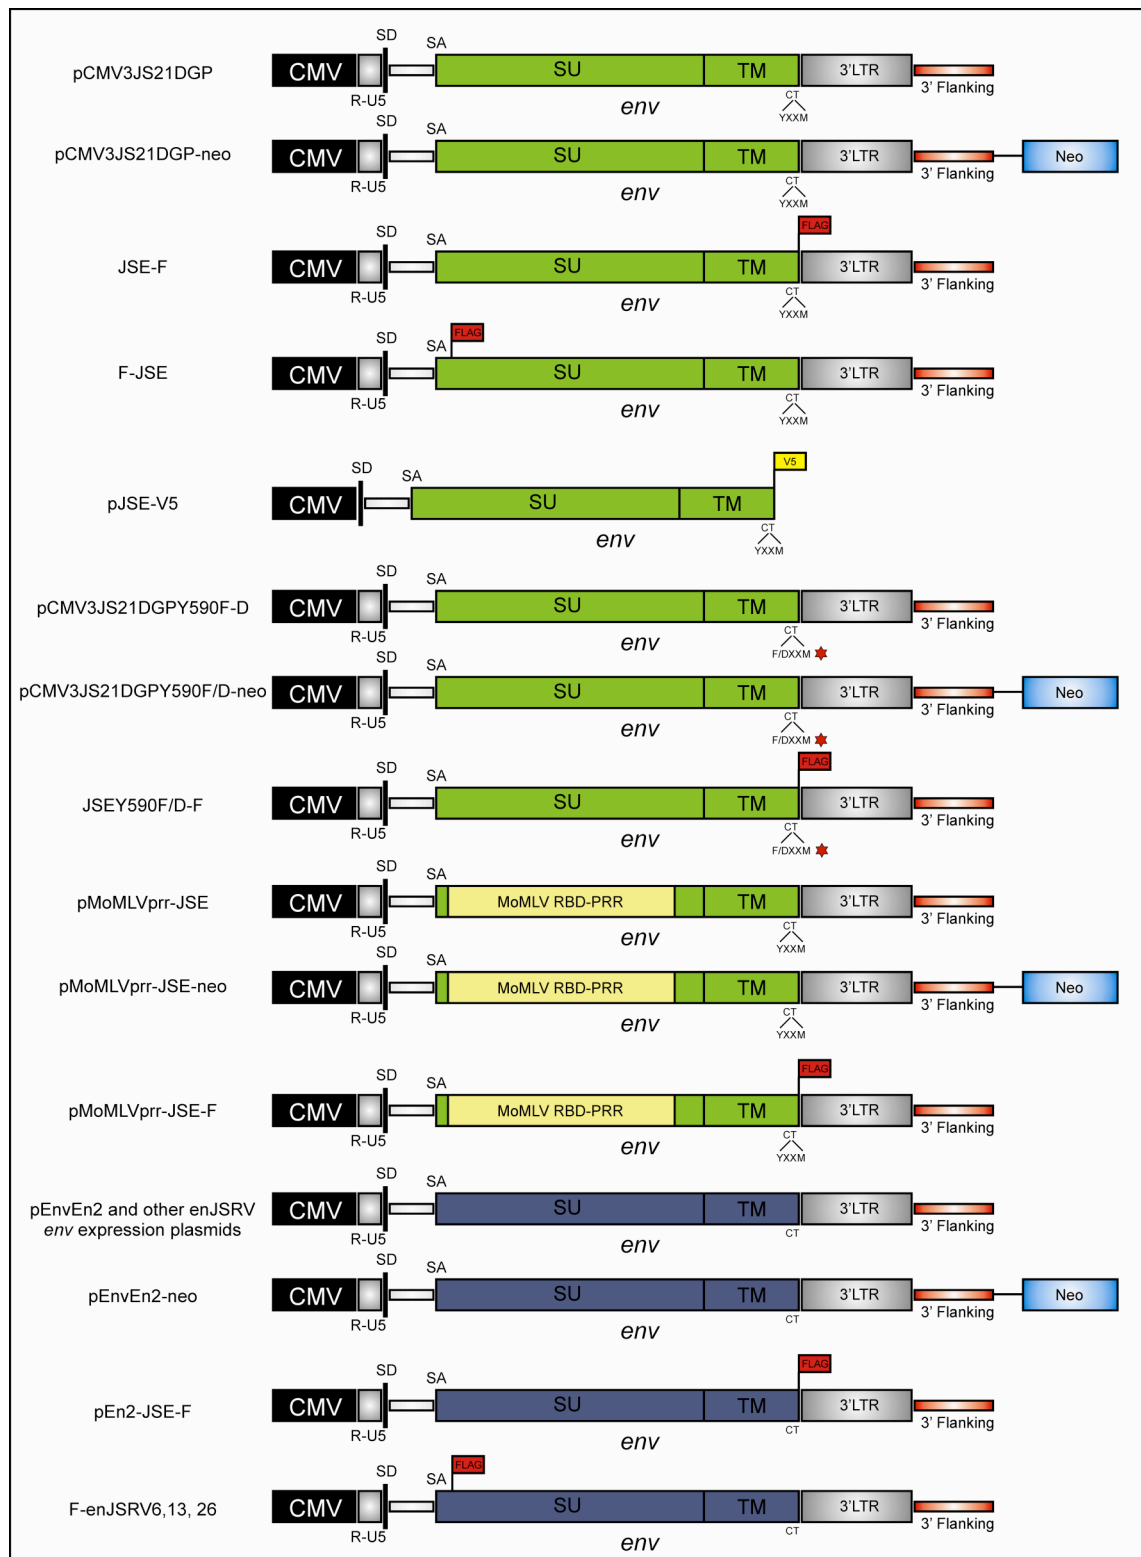 SD
SA
pCMV3JS21DGP
CMV
SU
TM
3'LTR
R-U5
env
CT
YXXM
3' Flanking
SD
SA
pCMV3JS21DGP-neo
CMV
SU
TM
3'LTR
Neo
R-U5
env
CT
YXXM
3' Flanking
FLAG
SD
SA
JSE-F
CMV
SU
TM
3'LTR
R-U5
env
CT
YXXM
3' Flanking
FLAG
SD
SA
F-JSE
CMV
SU
TM
3'LTR
R-U5
env
CT
YXXM
3' Flanking
V5
SD
SA
pJSE-V5
CMV
SU
TM
env
CT
YXXM
SD
SA
pCMV3JS21DGPY590F-D
CMV
SU
TM
3'LTR
R-U5
env
CT
F/DXXM
3' Flanking
SD
SA
pCMV3JS21DGPY590F/D-neo
CMV
SU
TM
3'LTR
Neo
R-U5
env
CT
F/DXXM
3' Flanking
FLAG
SD
SA
JSEY590F/D-F
CMV
SU
TM
3'LTR
R-U5
env
CT
F/DXXM
3' Flanking
SD
SA
pMoMLVprr-JSE
CMV
MoMLV RBD-PRR
TM
3'LTR
R-U5
env
CT
YXXM
3' Flanking
SD
SA
pMoMLVprr-JSE-neo
CMV
MoMLV RBD-PRR
TM
3'LTR
Neo
R-U5
env
CT
YXXM
3' Flanking
FLAG
SD
SA
pMoMLVprr-JSE-F
CMV
MoMLV RBD-PRR
TM
3'LTR
R-U5
env
CT
YXXM
3' Flanking
SD
SA
pEnvEn2 and other enJSRV
env expression plasmids
CMV
SU
TM
3'LTR
R-U5
env
CT
3' Flanking
SD
SA
pEnvEn2-neo
CMV
SU
TM
3'LTR
Neo
R-U5
env
CT
3' Flanking
FLAG
SD
SA
pEn2-JSE-F
CMV
SU
TM
3'LTR
R-U5
env
CT
3' Flanking
FLAG
SD
SA
F-enJSRV6,13, 26
CMV
SU
TM
3'LTR
R-U5
env
CT
3' Flanking